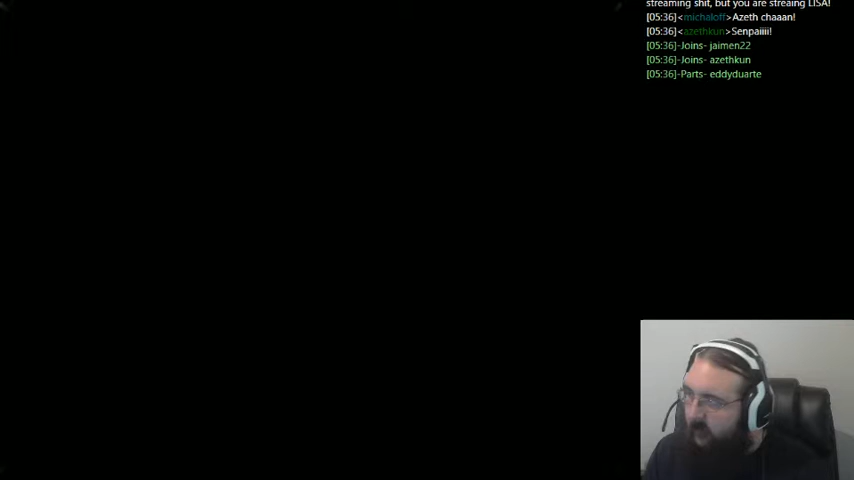 streaming shit, but you are streaing LISA!
[05:36]<michaloff>Azeth chaaan!
[05:36]<azethkun>Senpaiiii!
[05:36]-Joins- jaimen22
[05:36]-Joins- azethkun
[05:36]-Parts- eddyduarte